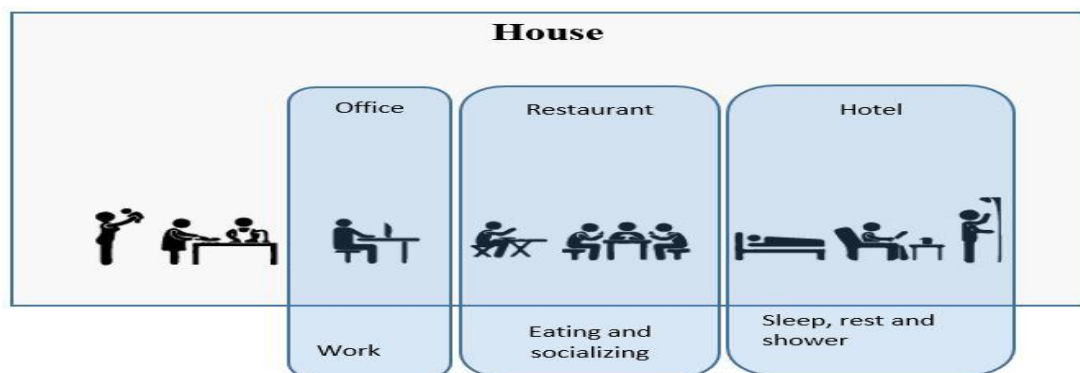 House
Office
Restaurant
Hotel
Work
Eating and
socializing
Sleep, rest and
shower